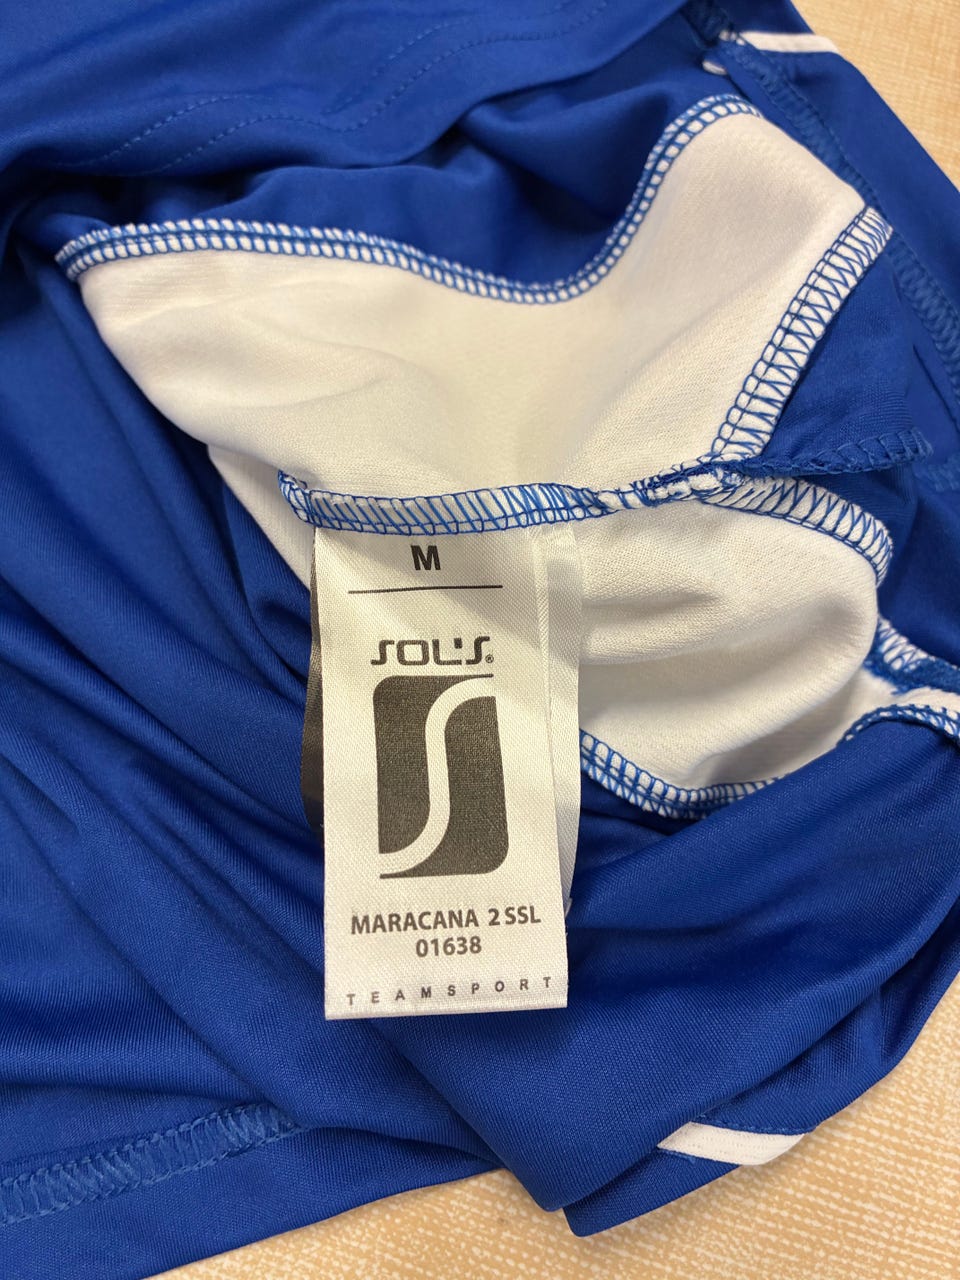 M
SOL'S®
MARACANA 2 SSL
01638
TEAMSPORT